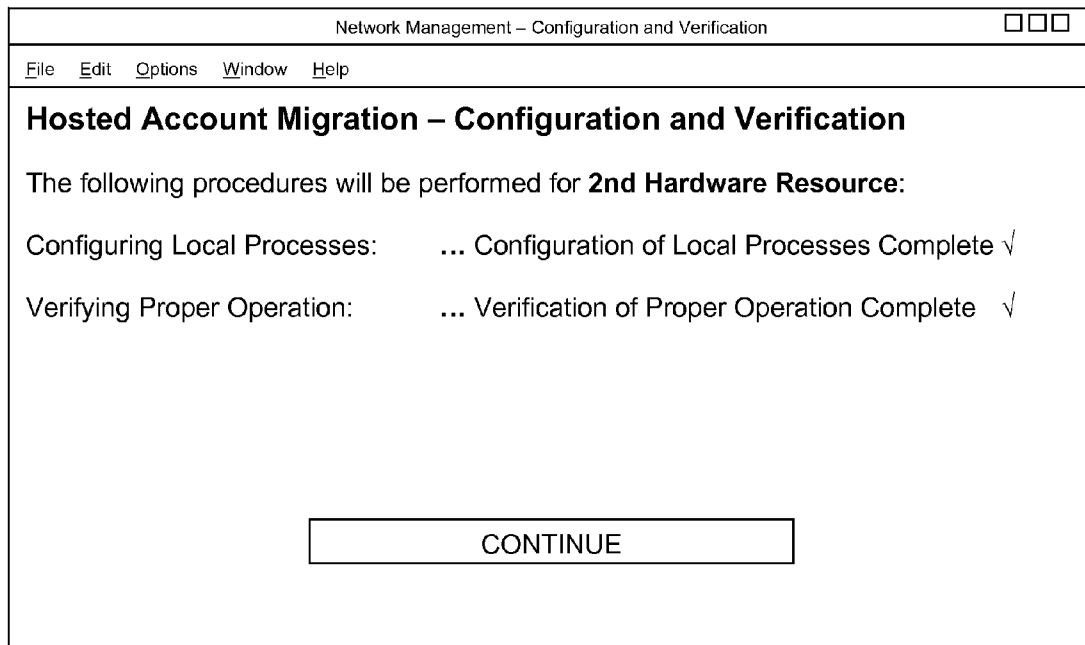 Network Management – Configuration and Verification
File Edit Options Window Help
Hosted Account Migration – Configuration and Verification
The following procedures will be performed for 2nd Hardware Resource:
Configuring Local Processes: ... Configuration of Local Processes Complete √
Verifying Proper Operation: ... Verification of Proper Operation Complete √
CONTINUE